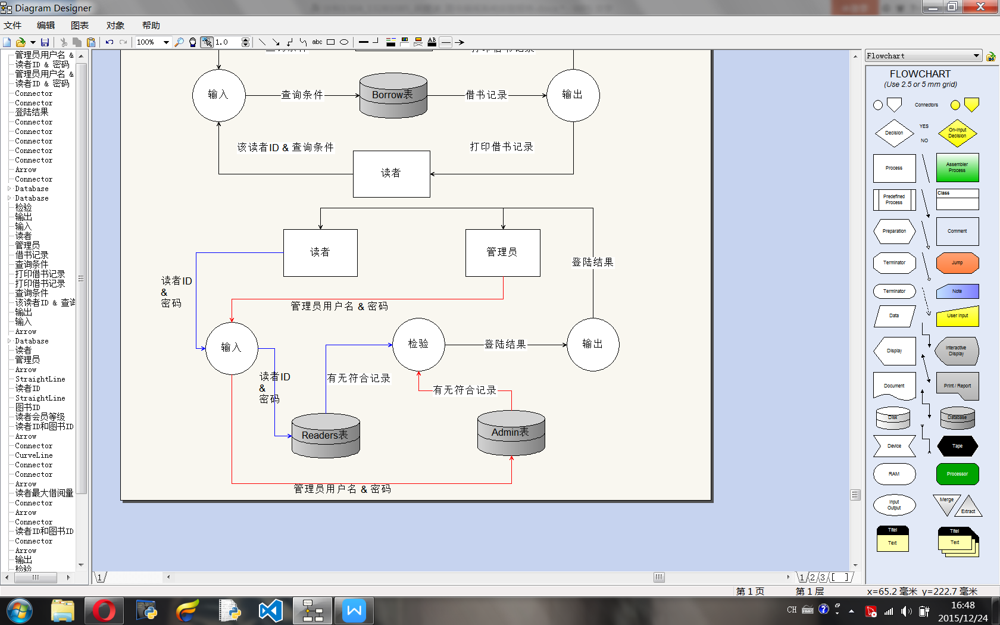 Diagram Designer
文件 编辑 图表 对象 帮助
100% 1.0 abc AB
管理员用户名 &
读者ID & 密码
管理员用户名 &
读者ID & 密码
Connector
Connector
登陆结果
Connector
Connector
Connector
Connector
Connector
Arrow
Connector
Database
Database
检验
输出
输入
读者
管理员
借书记录
查询条件
打印借书记录
打印借书记录
查询条件
该读者ID & 查询
输出
输入
Arrow
Database
读者
管理员
Arrow
StraightLine
读者ID
StraightLine
图书ID
读者会员等级
读者ID和图书ID
Arrow
Connector
CurveLine
Connector
Connector
Arrow
读者最大借阅量
Connector
Arrow
Connector
读者ID和图书ID
Connector
Arrow
输出
检验
查询条件
打印借书记录
输入
查询条件
Borrow表
借书记录
输出
该读者ID & 查询条件
打印借书记录
读者
读者
管理员
登陆结果
读者ID
&
密码
管理员用户名 & 密码
输入
检验
登陆结果
输出
读者ID
&
密码
有无符合记录
有无符合记录
Readers表
Admin表
管理员用户名 & 密码
1
1 2 3 [ ]
Flowchart
FLOWCHART
(Use 2.5 or 5 mm grid)
Connectors
Decision
YES
NO
On-input
Decision
Process
Assembler
Process
Predefined
Process
Class
Preparation
Comment
Terminator
Jump
Terminator
Note
Data
User Input
Display
Interactive
Display
Document
Print / Report
Disk
Database
Device
Tape
RAM
Processor
Input
Output
Merge
Extract
Titel
Text
Titel
Text
第 1 页 第 1 层 x=65.2 毫米 y=222.7 毫米
CH
16:48
2015/12/24